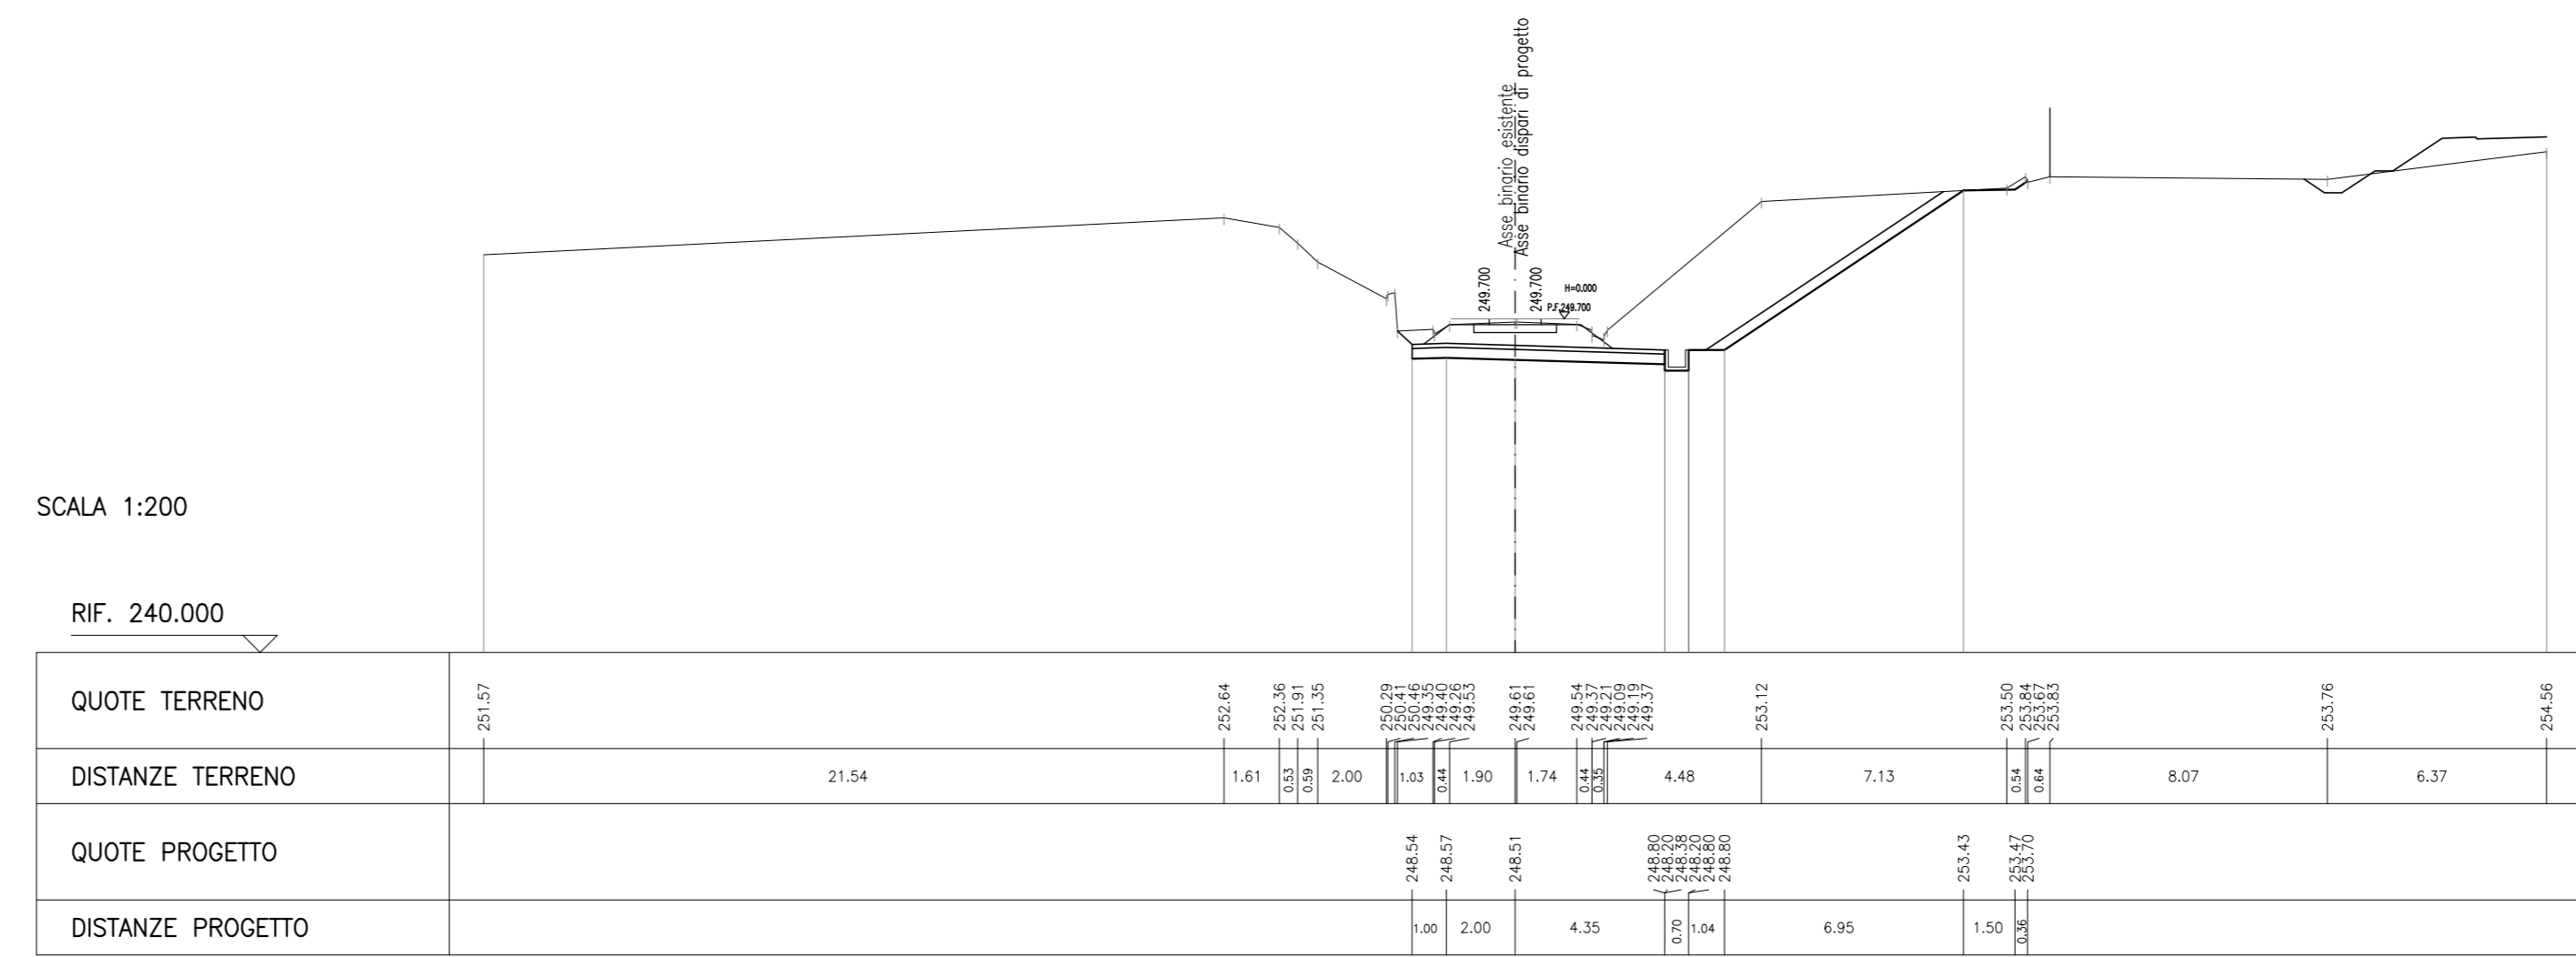 Asse binario esistente
Asse binario dispari di progetto
249.700
249.700
H=0.000
P.F.249.700
SCALA 1:200
RIF. 240.000
QUOTE TERRENO
251.57 252.64 252.36 251.91 251.35 250.29 250.41 250.46 249.35 249.40 249.26 249.53 249.61 249.61 249.54 249.37 249.21 249.09 249.19 249.37 253.12 253.50 253.84 253.67 253.83 253.76 254.56
DISTANZE TERRENO
21.54 1.61 0.53 0.59 2.00 1.03 0.44 1.90 1.74 0.44 0.35 4.48 7.13 0.54 0.64 8.07 6.37
QUOTE PROGETTO
248.54 248.57 248.51 248.80 248.20 248.38 248.20 248.80 248.80 253.43 253.47 253.70
DISTANZE PROGETTO
1.00 2.00 4.35 0.70 1.04 6.95 1.50 0.36